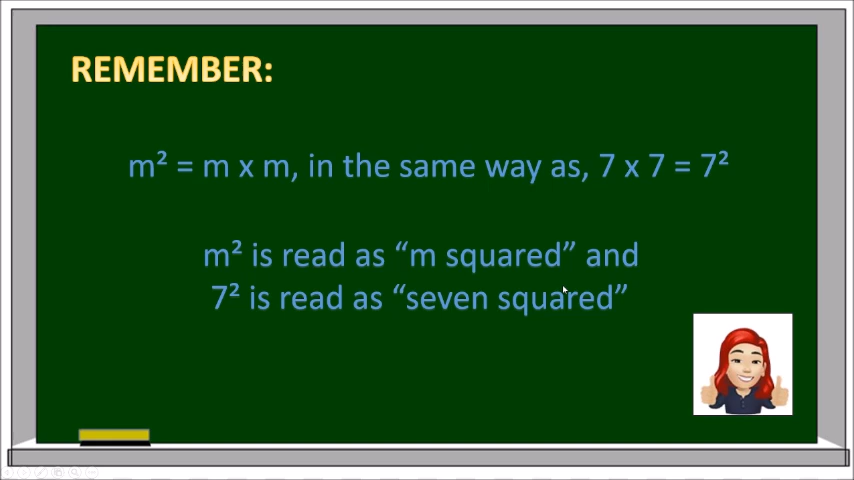 REMEMBER:
m² = m x m, in the same way as, 7 x 7 = 7²
m² is read as “m squared” and
7² is read as “seven squared”